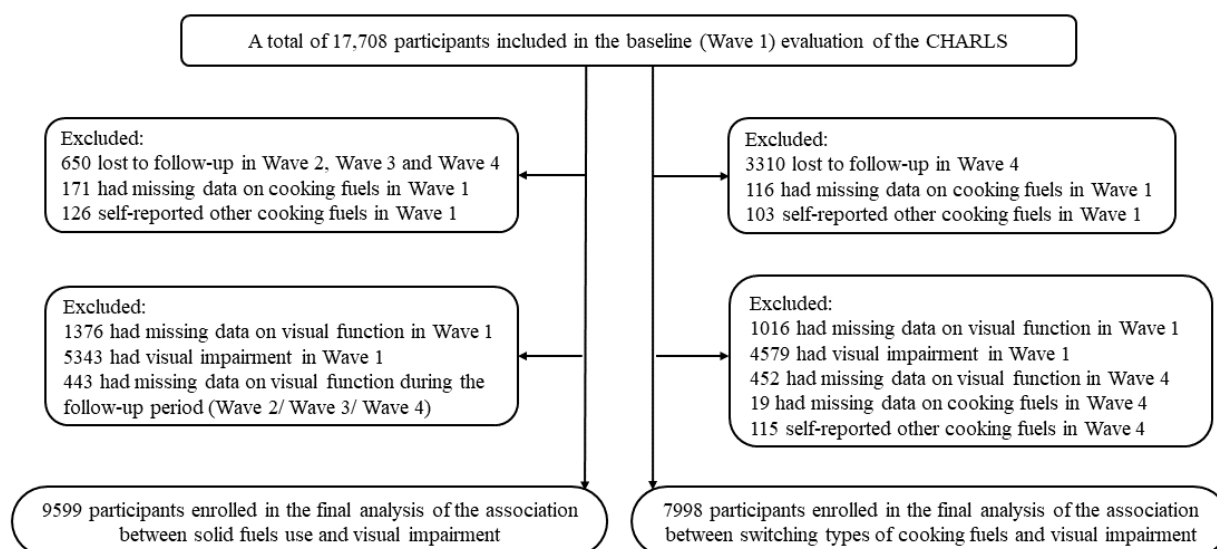 A total of 17,708 participants included in the baseline (Wave 1) evaluation of the CHARLS
Excluded:
650 lost to follow-up in Wave 2, Wave 3 and Wave 4
171 had missing data on cooking fuels in Wave 1
126 self-reported other cooking fuels in Wave 1
Excluded:
3310 lost to follow-up in Wave 4
116 had missing data on cooking fuels in Wave 1
103 self-reported other cooking fuels in Wave 1
Excluded:
1376 had missing data on visual function in Wave 1
5343 had visual impairment in Wave 1
443 had missing data on visual function during the
follow-up period (Wave 2/ Wave 3/ Wave 4)
Excluded:
1016 had missing data on visual function in Wave 1
4579 had visual impairment in Wave 1
452 had missing data on visual function in Wave 4
19 had missing data on cooking fuels in Wave 4
115 self-reported other cooking fuels in Wave 4
9599 participants enrolled in the final analysis of the association
between solid fuels use and visual impairment
7998 participants enrolled in the final analysis of the association
between switching types of cooking fuels and visual impairment